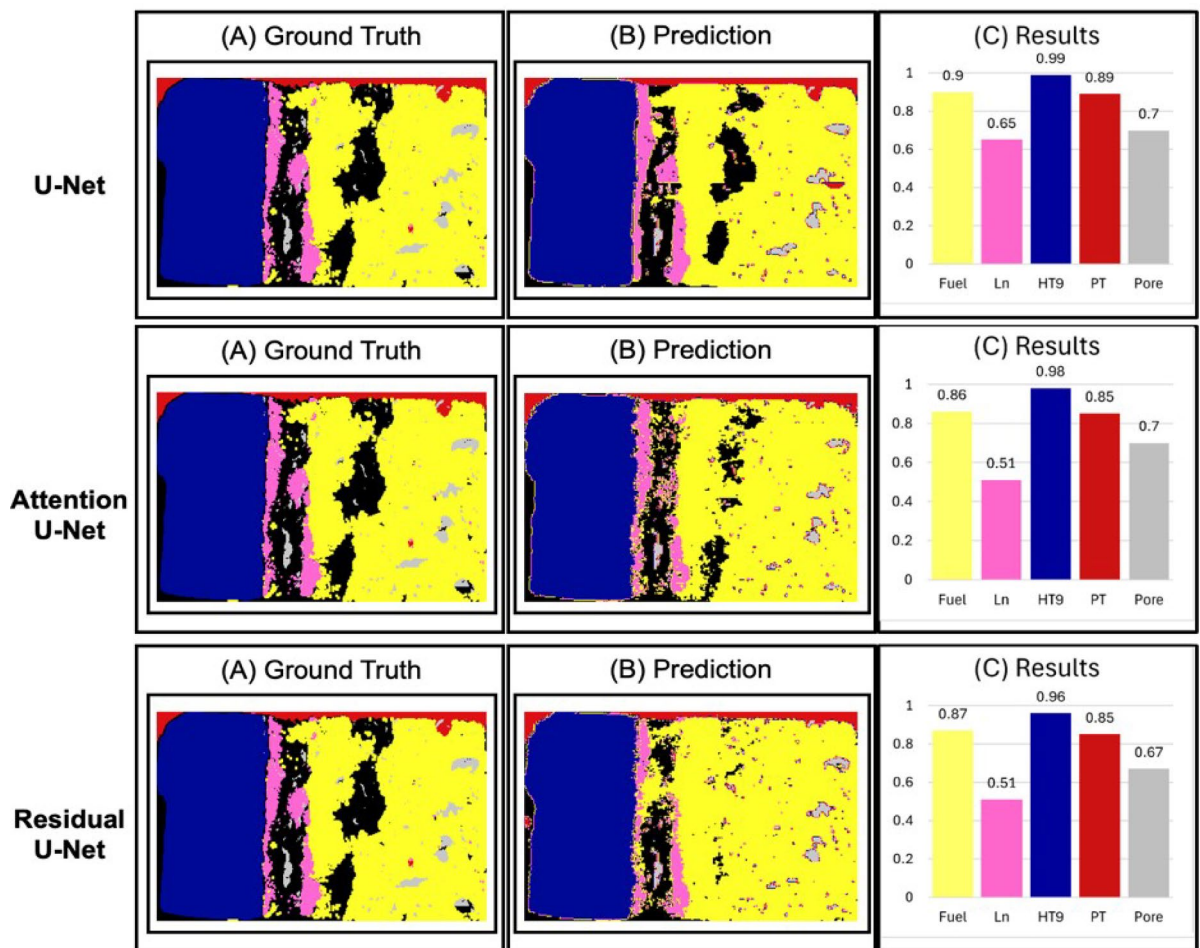 (A) Ground Truth
(B) Prediction
(C) Results
U-Net
0.9
0.65
0.99
0.89
0.7
1
0.8
0.6
0.4
0.2
0
Fuel Ln HT9 PT Pore
(A) Ground Truth
(B) Prediction
(C) Results
Attention
U-Net
0.86
0.51
0.98
0.85
0.7
1
0.8
0.6
0.4
0.2
0
Fuel Ln HT9 PT Pore
(A) Ground Truth
(B) Prediction
(C) Results
Residual
U-Net
0.87
0.51
0.96
0.85
0.67
1
0.8
0.6
0.4
0.2
0
Fuel Ln HT9 PT Pore